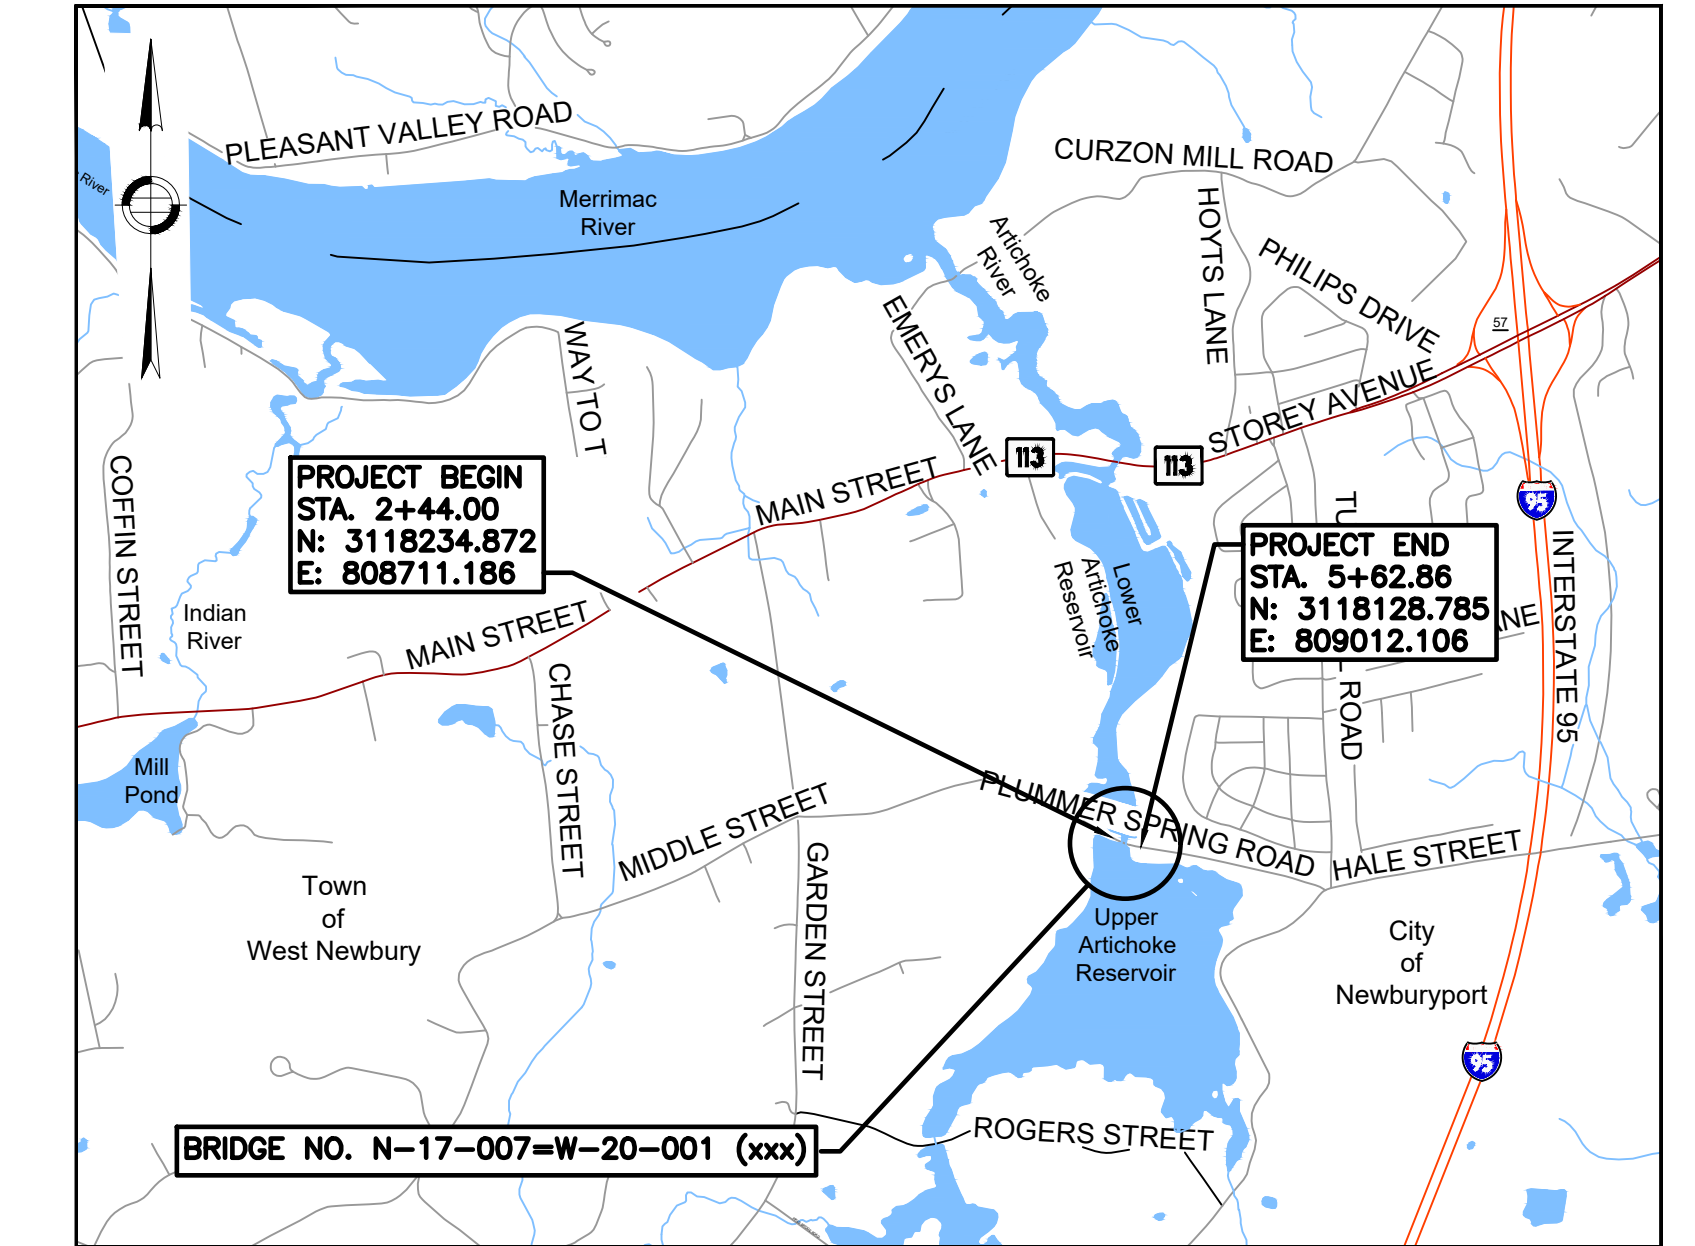 PLEASANT VALLEY ROAD
River
Merrimac
River
CURZON MILL ROAD
Artichoke
River
HOYTS LANE
PHILIPS DRIVE
57
EMERYS LANE
WAY TO T
STOREY AVENUE
113
113
MAIN STREET
COFFIN STREET
PROJECT BEGIN
STA. 2+44.00
N: 3118234.872
E: 808711.186
95
TU
INTERSTATE 95
PROJECT END
STA. 5+62.86
N: 3118128.785
E: 809012.106
ANE
Lower
Artichoke
Reservoir
Indian
River
MAIN STREET
CHASE STREET
ROAD
Mill
Pond
PLUMMER SPRING ROAD
MIDDLE STREET
HALE STREET
GARDEN STREET
Town
of
West Newbury
Upper
Artichoke
Reservoir
City
of
Newburyport
95
ROGERS STREET
BRIDGE NO. N-17-007=W-20-001 (xxx)